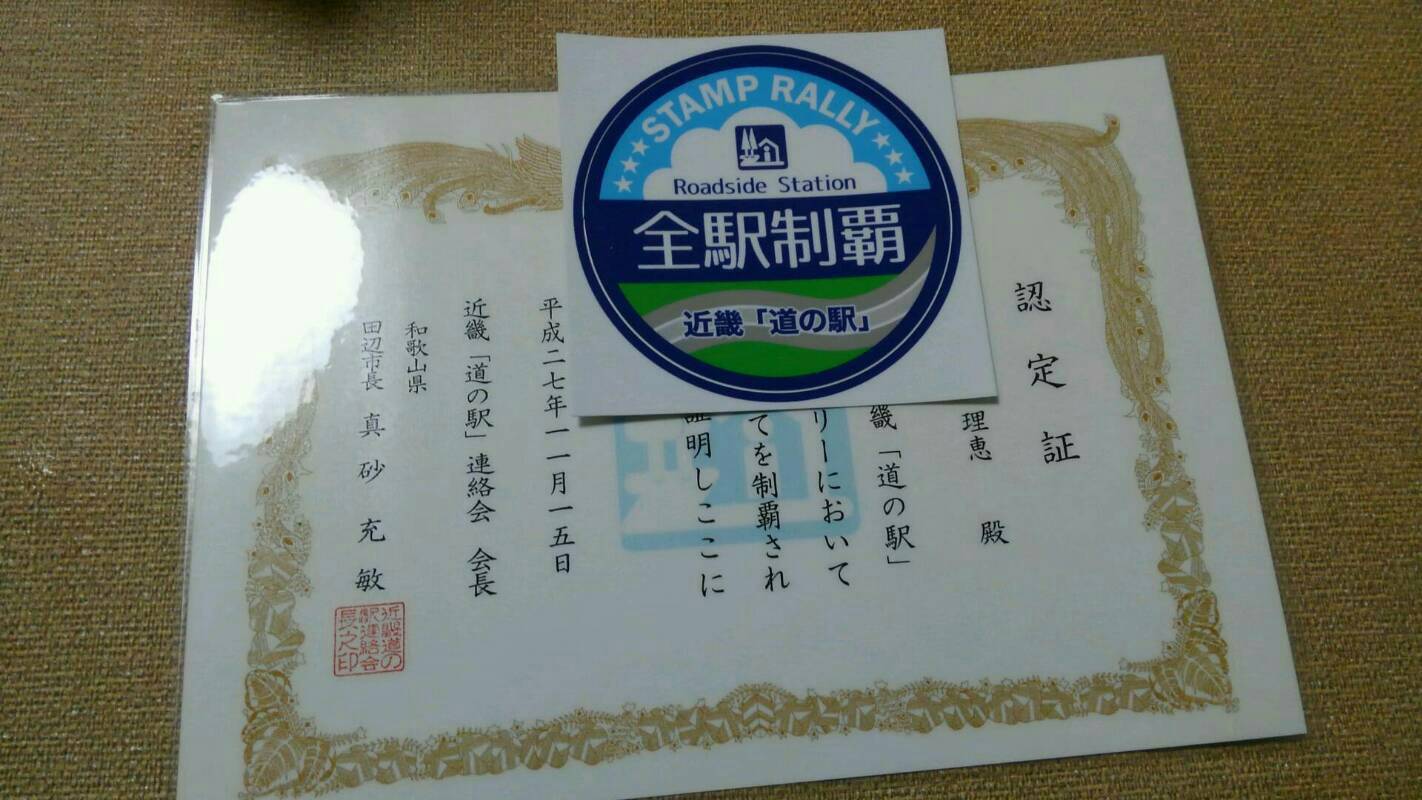 STAMP RALLY
Roadside Station
全駅制覇
近畿「道の駅」
認定証
理恵 殿
畿「道の駅」
リーにおいて
てを制覇され
証明しここに
平成二七年一一月一五日
近畿「道の駅」連絡会 会長
和歌山県
田辺市長 真砂充敏
近畿道の
駅連絡会
長之印